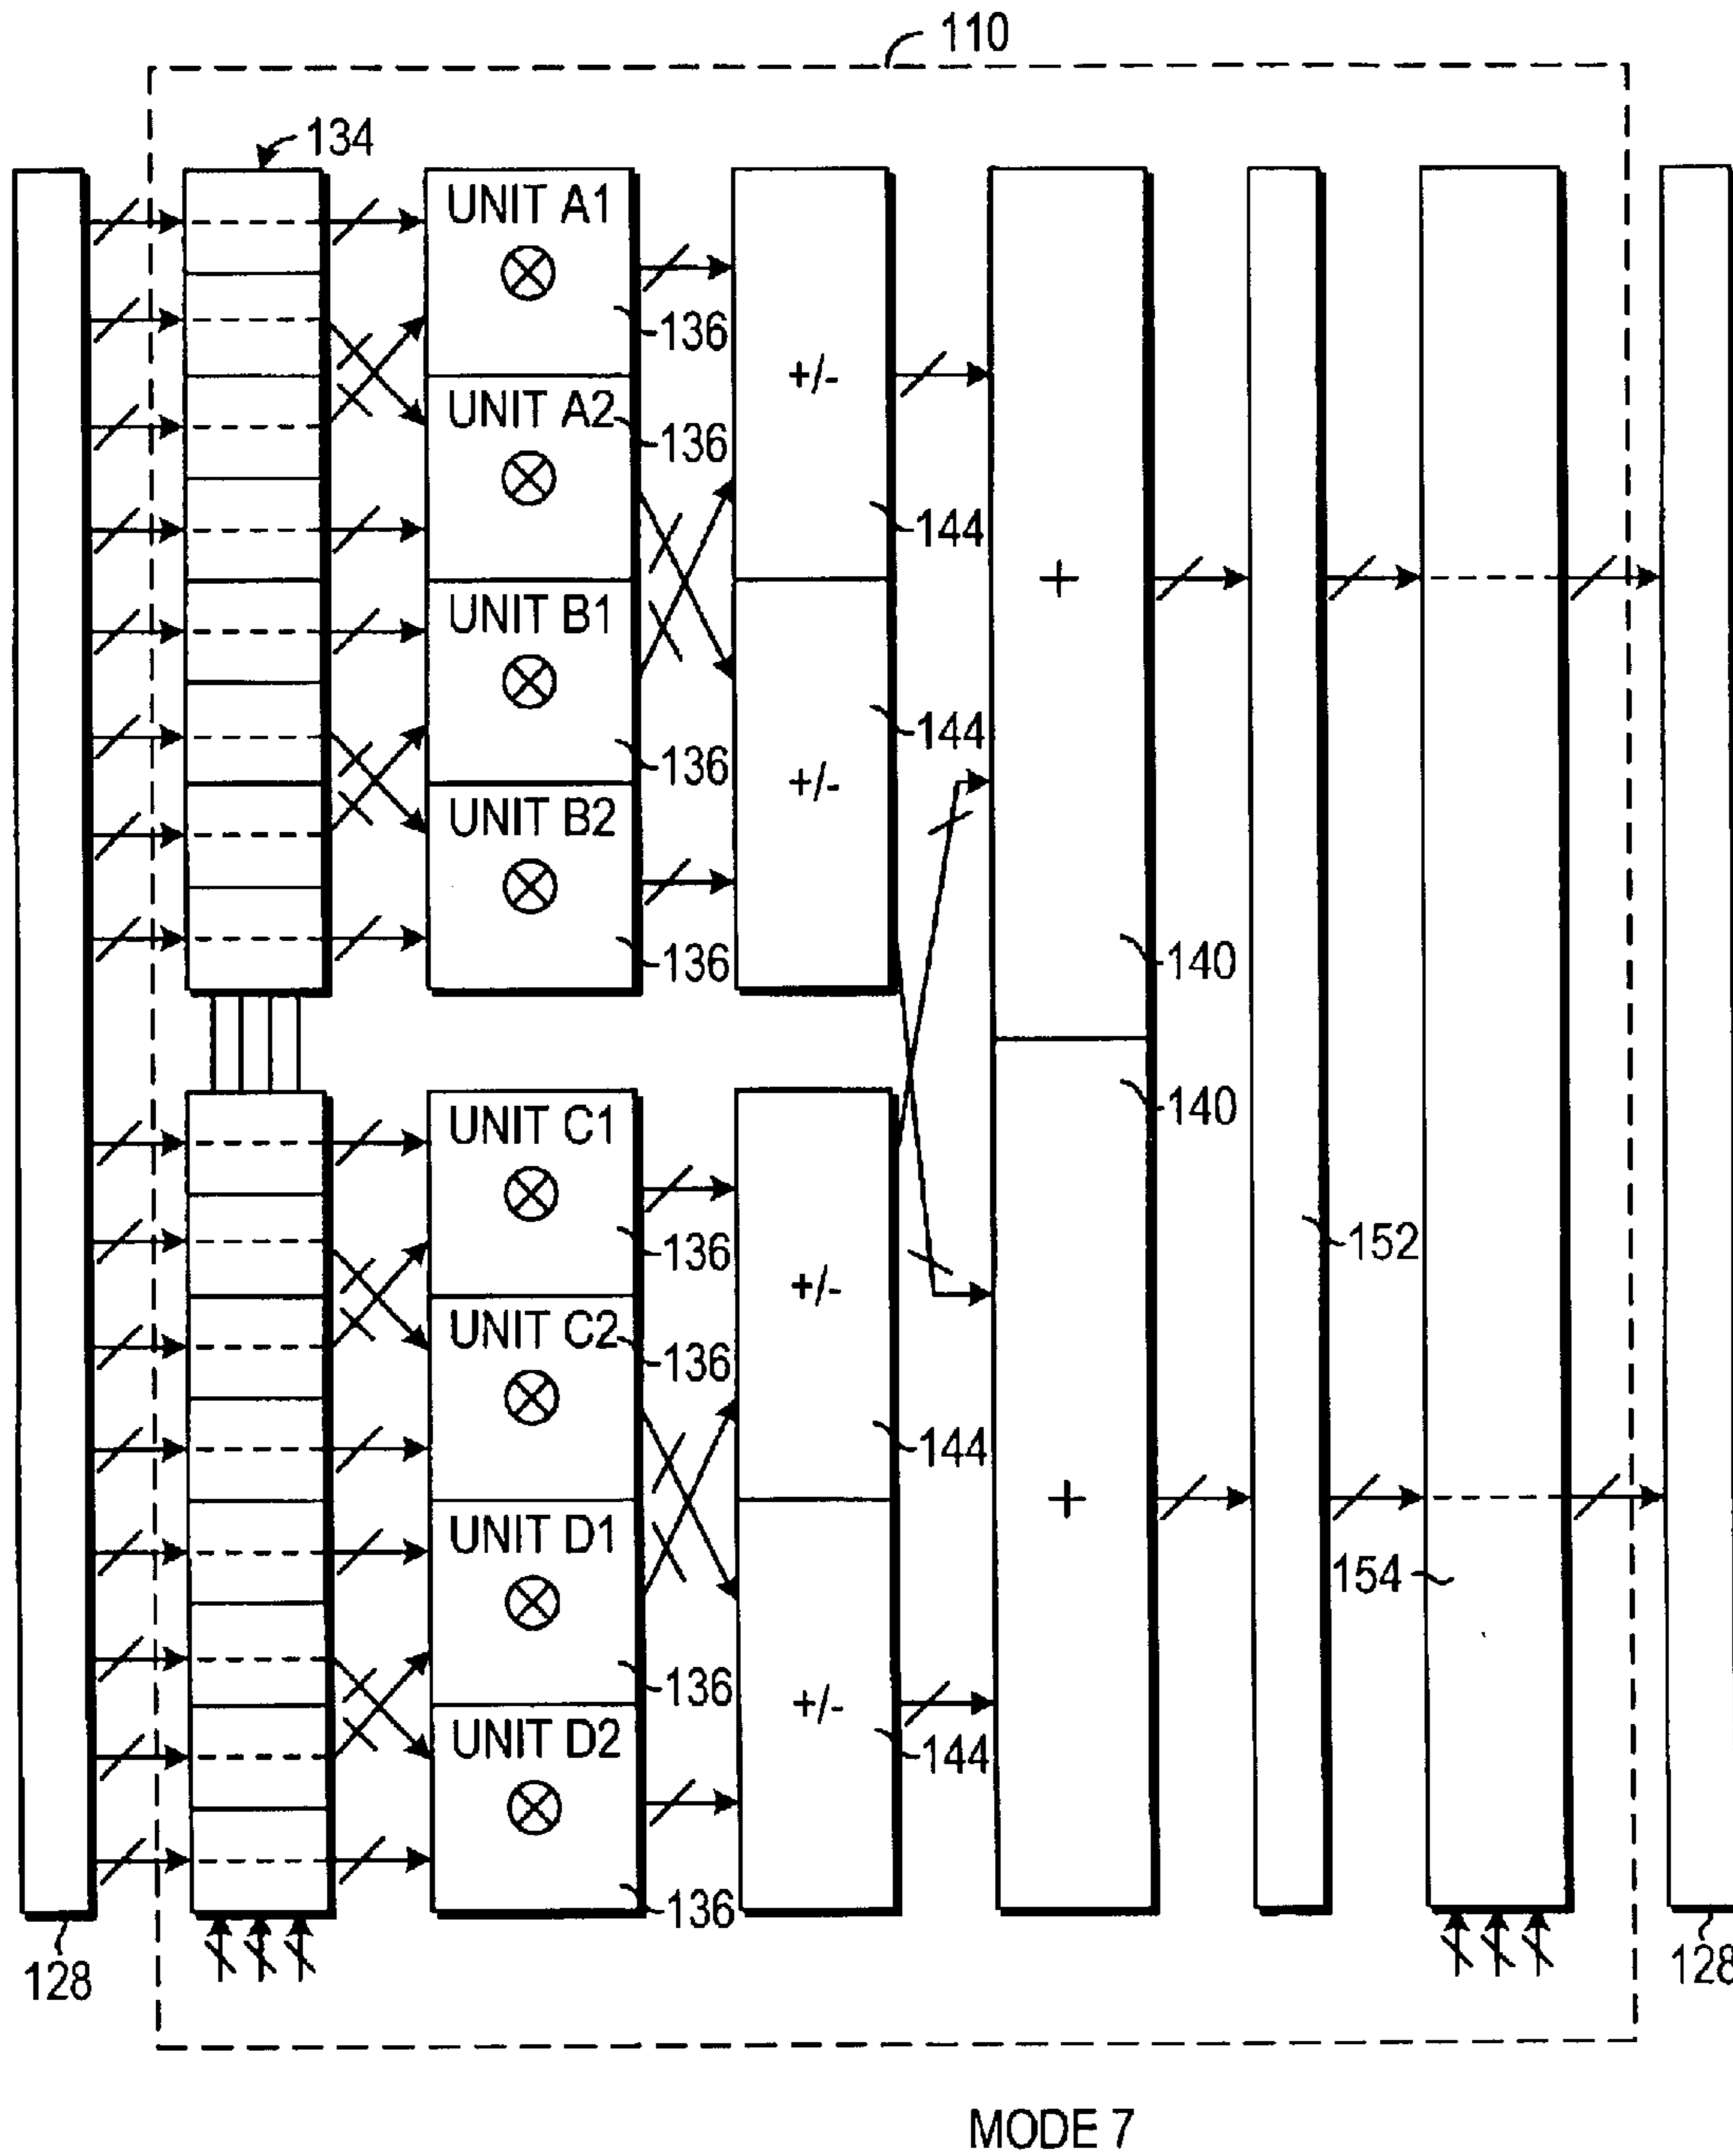 110
134
UNIT A1
136
+/-
UNIT A2
136
144
+
UNIT B1
144
136
+/-
UNIT B2
136
140
140
UNIT C1
152
136
+/-
UNIT C2
136
144
+
UNIT D1
154
136
+/-
UNIT D2
144
136
128
128
MODE 7